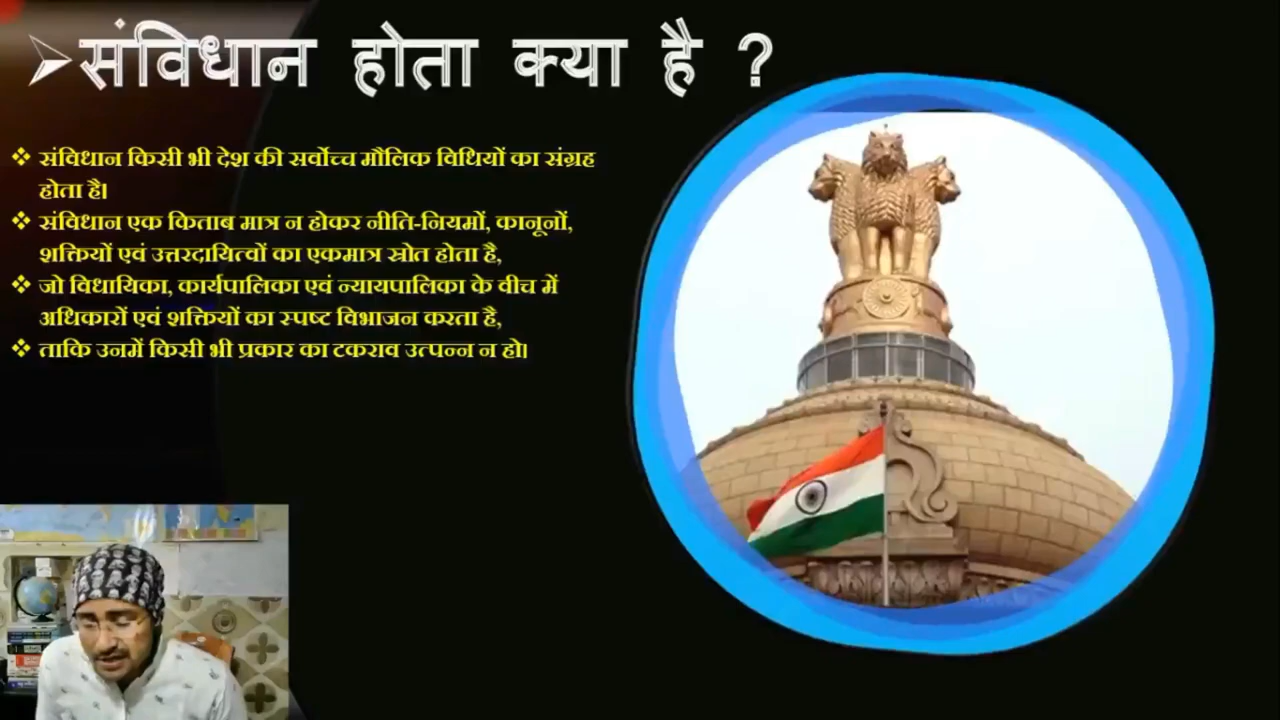 संविधान होता क्या है ?
संविधान किसी भी देश की सर्वोच्च मौलिक विधियों का संग्रह
होता है।
संविधान एक किताब मात्र न होकर नीति-नियमों, कानूनों,
शक्तियों एवं उत्तरदायित्वों का एकमात्र स्रोत होता है,
जो विधायिका, कार्यपालिका एवं न्यायपालिका के वीच में
अधिकारों एवं शक्तियों का स्पष्ट विभाजन करता है,
ताकि उनमें किसी भी प्रकार का टकराव उत्पन्न न हो।